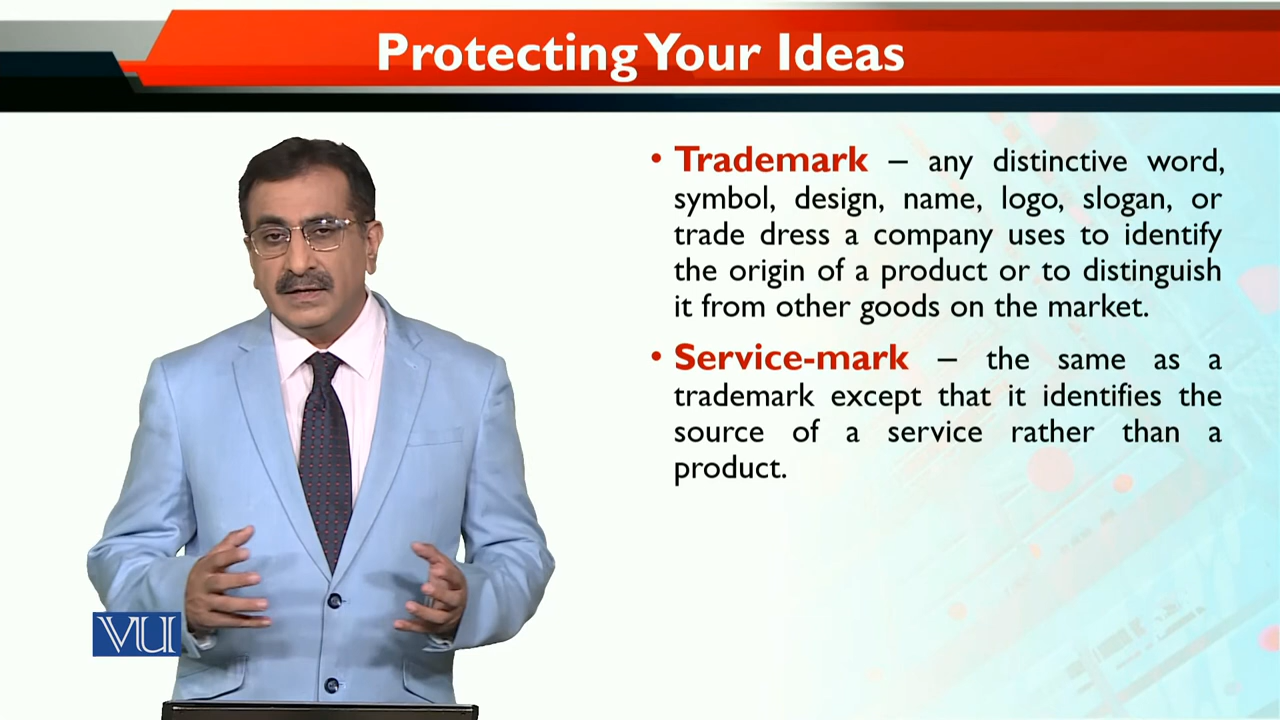 Protecting Your Ideas
• Trademark – any distinctive word,
symbol, design, name, logo, slogan, or
trade dress a company uses to identify
the origin of a product or to distinguish
it from other goods on the market.
• Service-mark – the same as a
trademark except that it identifies the
source of a service rather than a
product.
VU